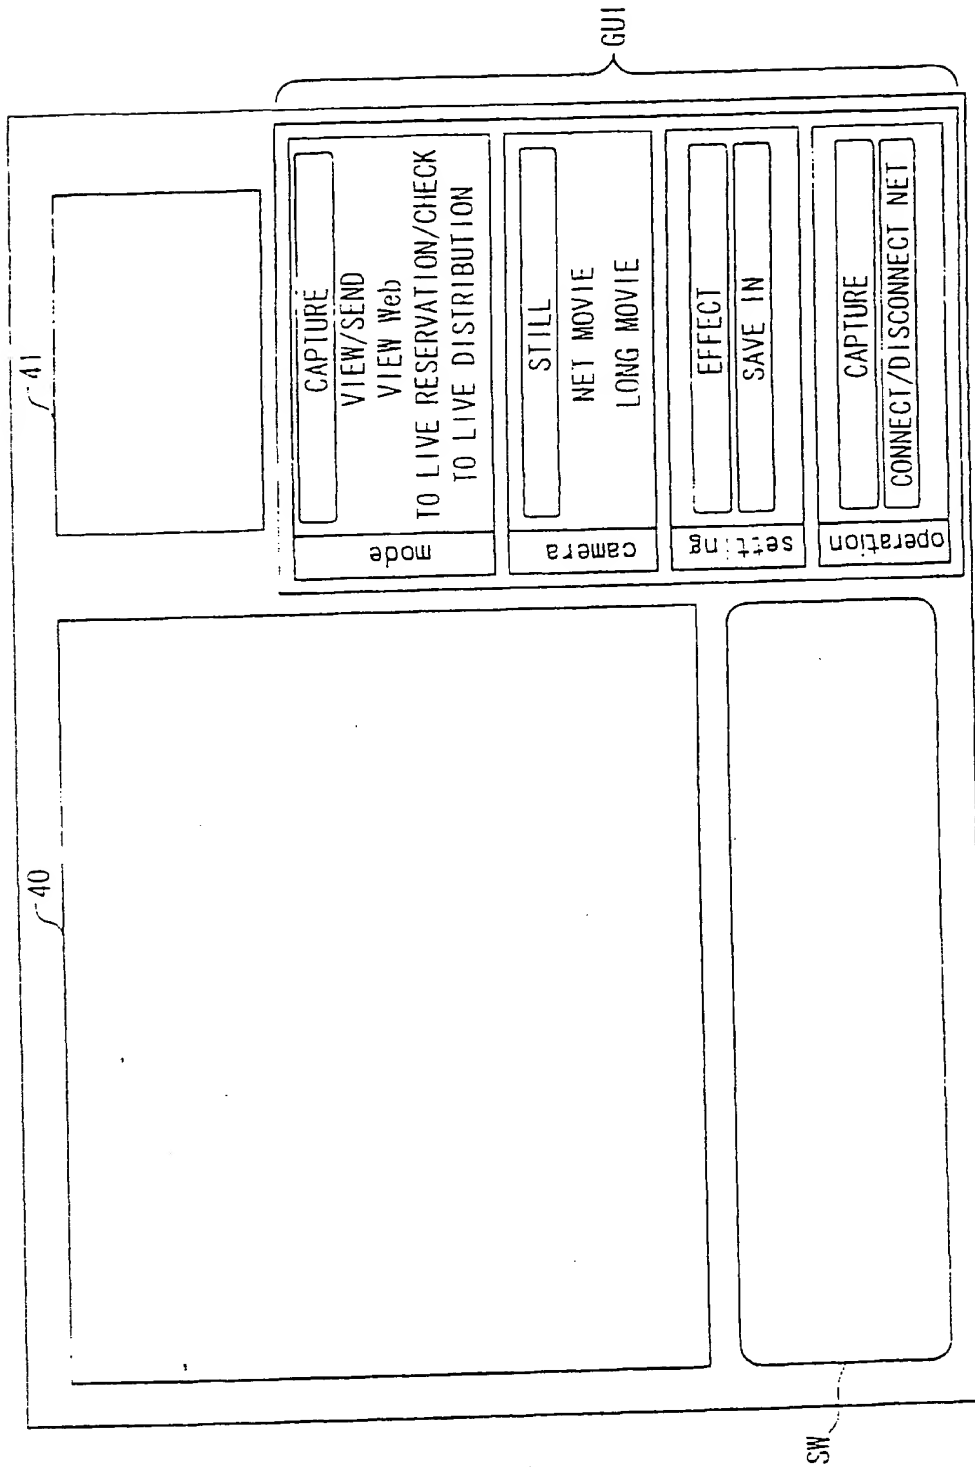 40
41
mode
CAPTURE
VIEW/SEND
VIEW Web
TO LIVE RESERVATION/CHECK
TO LIVE DISTRIBUTION
camera
STILL
NET MOVIE
LONG MOVIE
setting
EFFECT
SAVE IN
operation
CAPTURE
CONNECT/DISCONNECT NET
GUI
SW